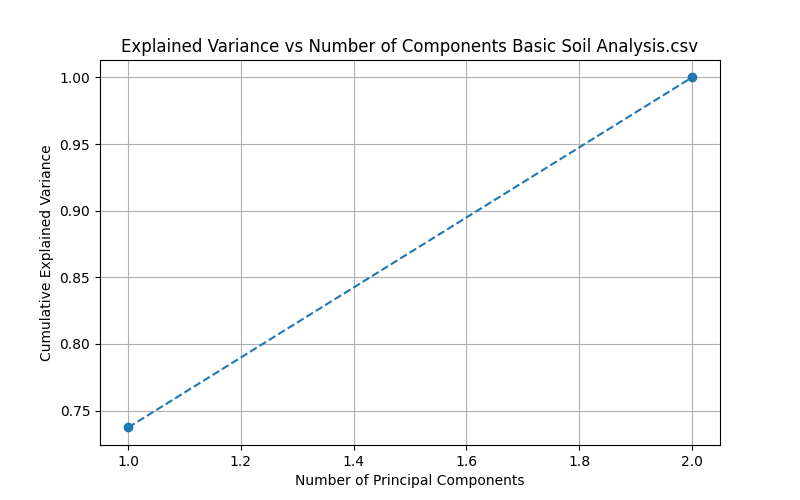 Explained Variance vs Number of Components Basic Soil Analysis.csv
Cumulative Explained Variance
1.00
0.95
0.90
0.85
0.80
0.75
1.0 1.2 1.4 1.6 1.8 2.0
Number of Principal Components